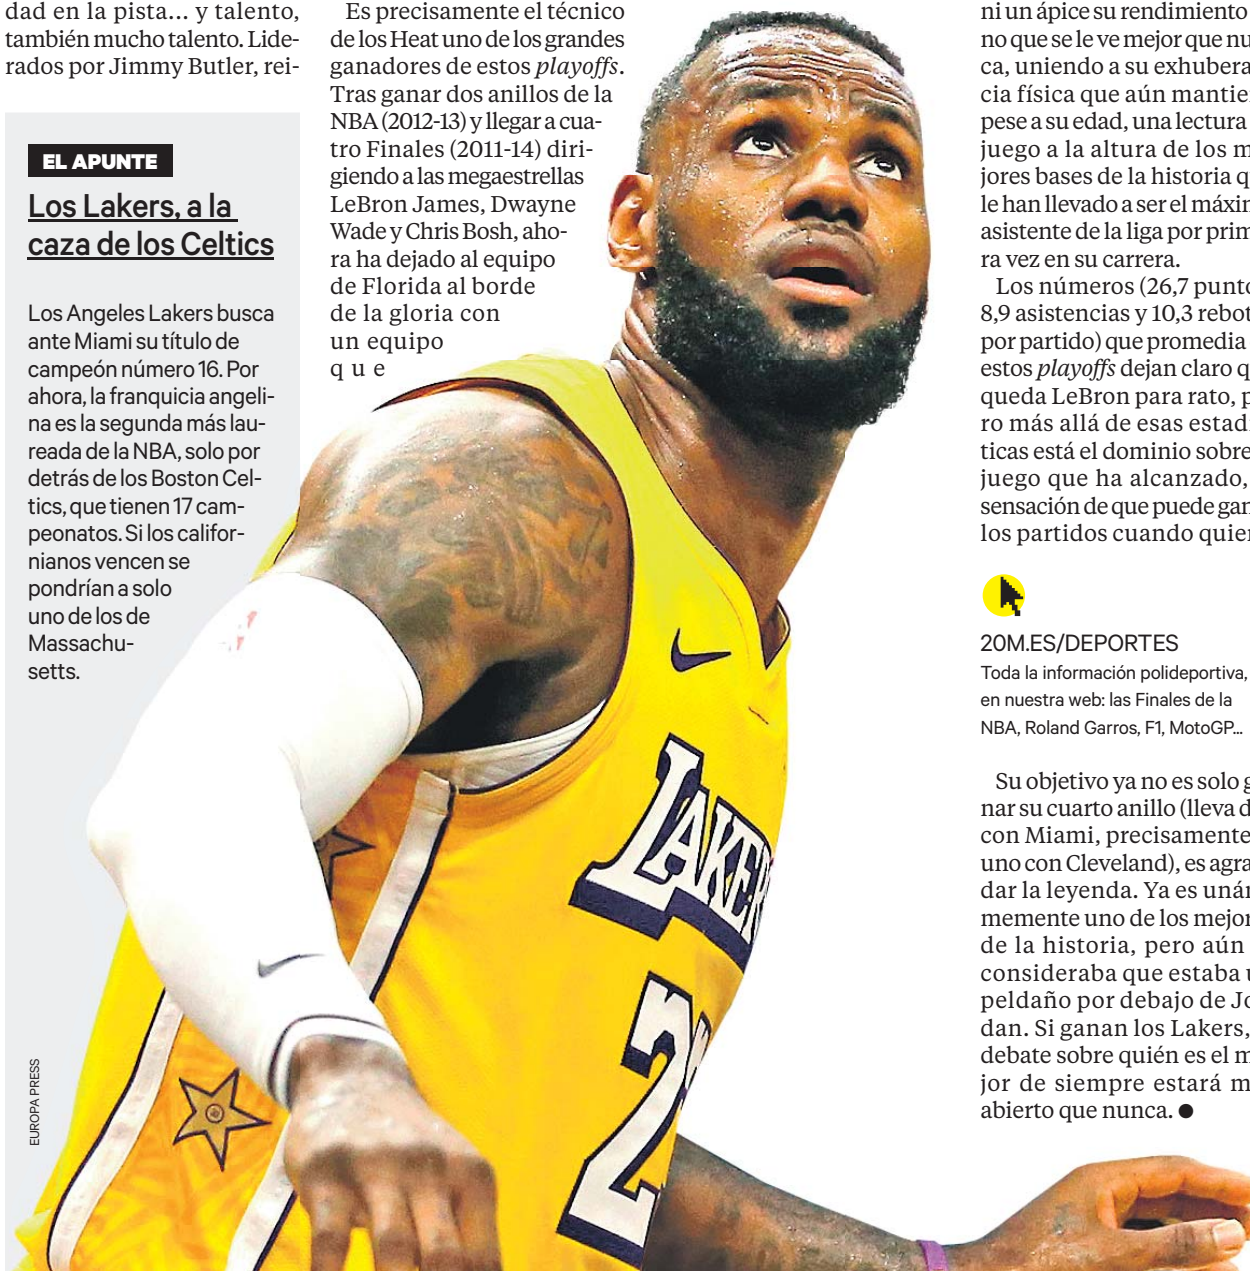 dad en la pista... y talento,
también mucho talento. Lide-
rados por Jimmy Butler, rei-
EL APUNTE
Los Lakers, a la
caza de los Celtics
Los Angeles Lakers busca
ante Miami su título de
campeón número 16. Por
ahora, la franquicia angeli-
na es la segunda más lau-
reada de la NBA, solo por
detrás de los Boston Cel-
tics, que tienen 17 cam-
peonatos. Si los califor-
nianos vencen se
pondrían a solo
uno de los de
Massachu-
setts.
EUROPA PRESS
Es precisamente el técnico
de los Heat uno de los grandes
ganadores de estos playoffs.
Tras ganar dos anillos de la
NBA (2012-13) y llegar a cua-
tro Finales (2011-14) diri-
giendo a las megaestrellas
LeBron James, Dwayne
Wade y Chris Bosh, aho-
ra ha dejado al equipo
de Florida al borde
de la gloria con
un equipo
que
LAKER
2
ni un ápice su rendimiento
no que se le ve mejor que nu
ca, uniendo a su exhubera
cia física que aún mantie
pese a su edad, una lectura
juego a la altura de los m
jores bases de la historia q
le han llevado a ser el máxi
asistente de la liga por prim
ra vez en su carrera.
Los números (26,7 punto
8,9 asistencias y 10,3 rebot
por partido) que promedia
estos playoffs dejan claro q
queda LeBron para rato, p
ro más allá de esas estadí
ticas está el dominio sobre
juego que ha alcanzado,
sensación de que puede gan
los partidos cuando quier
20M.ES/DEPORTES
Toda la información polideportiva,
en nuestra web: las Finales de la
NBA, Roland Garros, F1, MotoGP...
Su objetivo ya no es solo g
nar su cuarto anillo (lleva d
con Miami, precisamente
uno con Cleveland), es agra
dar la leyenda. Ya es unán
memente uno de los mejor
de la historia, pero aún
consideraba que estaba u
peldaño por debajo de Jo
dan. Si ganan los Lakers,
debate sobre quién es el m
jor de siempre estará m
abierto que nunca. ●